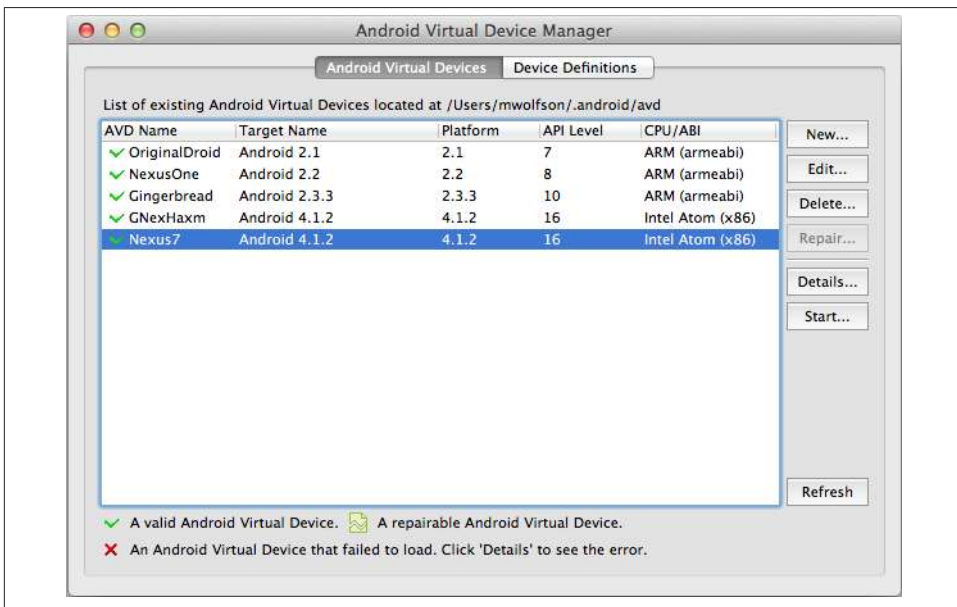 Android Virtual Device Manager
Android Virtual Devices Device Definitions
List of existing Android Virtual Devices located at /Users/mwolfson/.android/avd
AVD Name Target Name Platform API Level CPU/ABI
OriginalDroid Android 2.1 2.1 7 ARM (armeabi)
NexusOne Android 2.2 2.2 8 ARM (armeabi)
Gingerbread Android 2.3.3 2.3.3 10 ARM (armeabi)
GNexHaxm Android 4.1.2 4.1.2 16 Intel Atom (x86)
Nexus7 Android 4.1.2 4.1.2 16 Intel Atom (x86)
New...
Edit...
Delete...
Repair...
Details...
Start...
Refresh
A valid Android Virtual Device. A repairable Android Virtual Device.
An Android Virtual Device that failed to load. Click 'Details' to see the error.